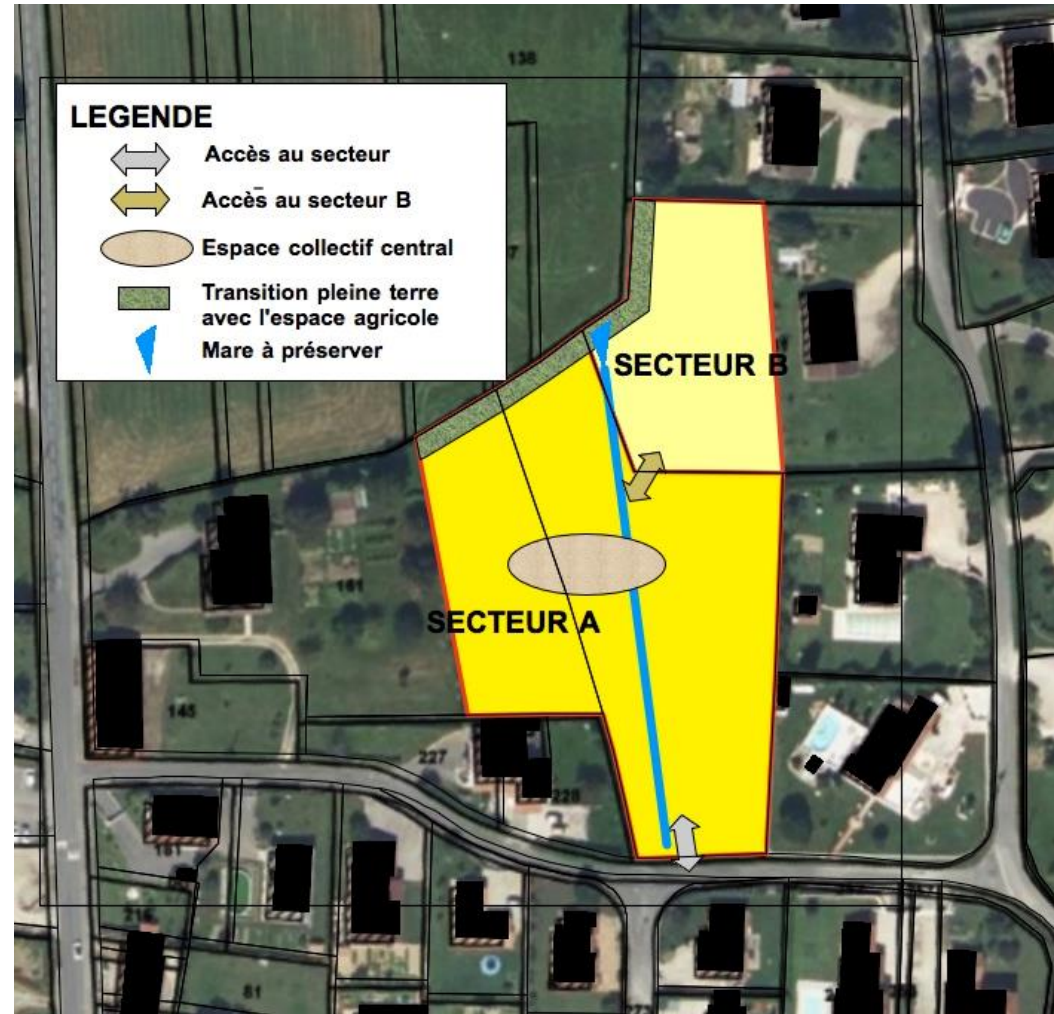 138
LEGENDE
Accès au secteur
Accès au secteur B
Espace collectif central
Transition pleine terre
avec l'espace agricole
Mare à préserver
SECTEUR B
161
SECTEUR A
145
227
228
181
216
81
273